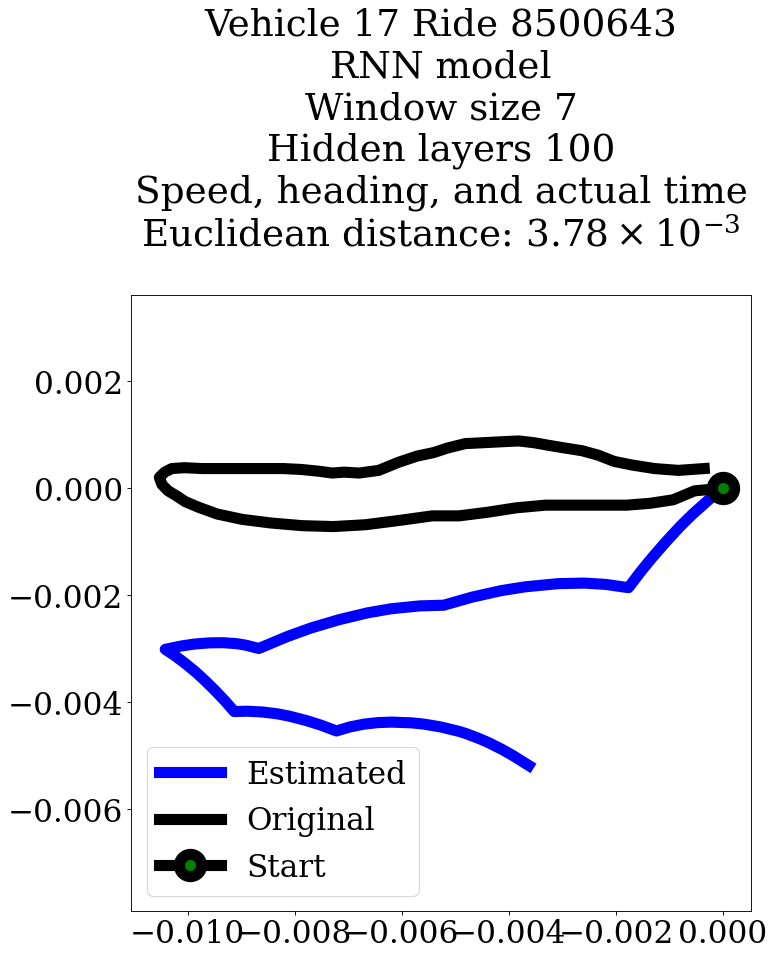 Vehicle 17 Ride 8500643
RNN model
Window size 7
Hidden layers 100
Speed, heading, and actual time
Euclidean distance: 3.78 × 10⁻³
0.002
0.000
−0.002
−0.004
−0.006
Estimated
Original
Start
−0.010 −0.008 −0.006 −0.004 −0.002 0.000